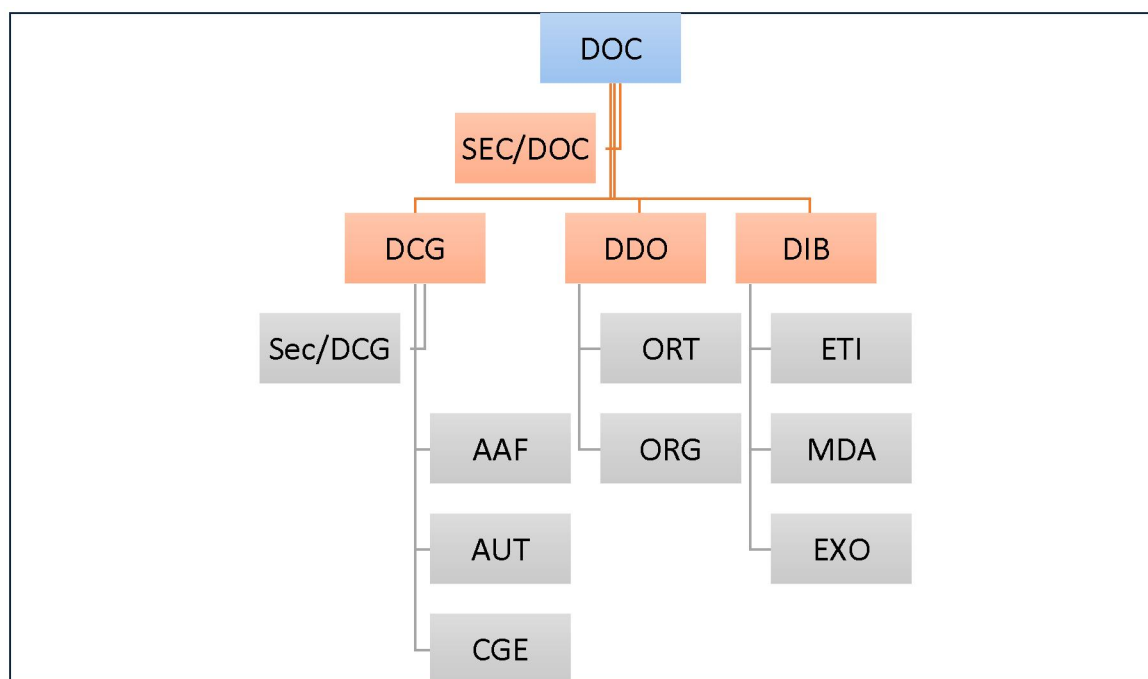 DOC
SEC/DOC
DCG
DDO
DIB
Sec/DCG
ORT
ETI
AAF
ORG
MDA
AUT
EXO
CGE